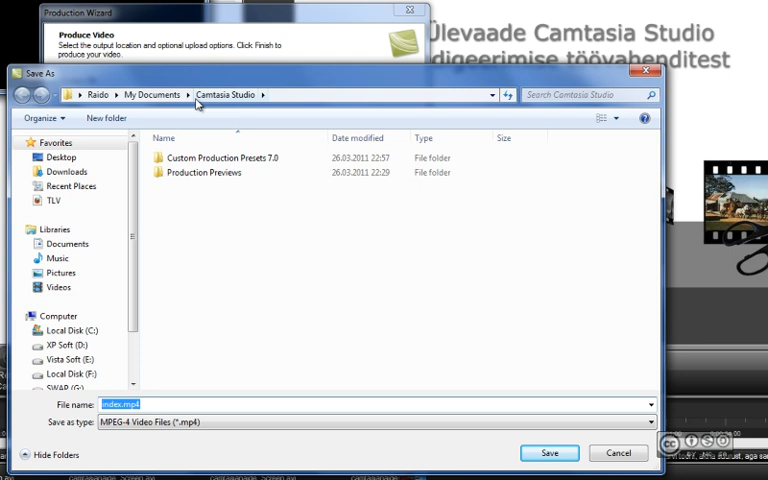 Production Wizard
Produce Video
Select the output location and optional upload options. Click Finish to
produce your video.
Ülevaade Camtasia Studio
digeerimise töövahenditest
Save As
Raido
My Documents
Camtasia Studio
Search Camtasia Studio
Organize
New folder
Favorites
Desktop
Downloads
Recent Places
TLV
Libraries
Documents
Music
Pictures
Videos
Computer
Local Disk (C:)
XP Soft (D:)
Vista Soft (E:)
Local Disk (F:)
SWAP (G:)
Name Date modified Type Size
Custom Production Presets 7.0 26.03.2011 22:57 File folder
Production Previews 26.03.2011 22:29 File folder
File name: index.mp4
Save as type: MPEG-4 Video Files (*.mp4)
Hide Folders
Save
Cancel
cc